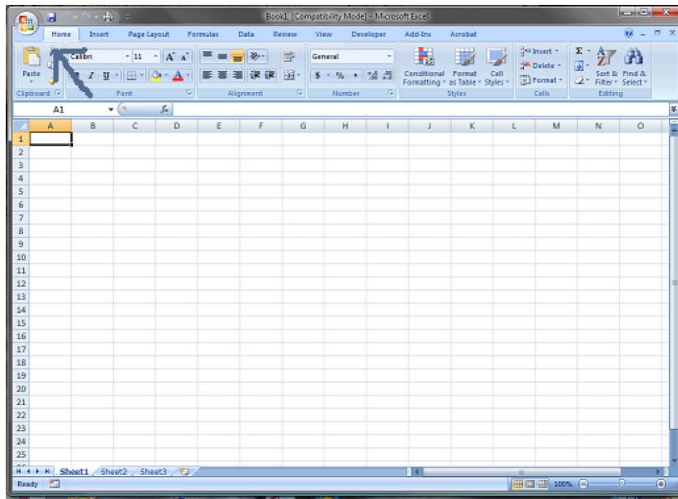 Book1 [Compatibility Mode] - Microsoft Excel
Home Insert Page Layout Formulas Data Review View Developer Add-Ins Acrobat
Calibri 11 A A General Σ Insert
Delete
Paste B I U A $ % , Conditional Formatting Format as Table Cell Styles Format Sort & Filter Find & Select
Clipboard Font Alignment Number Styles Cells Editing
A1 fx
A B C D E F G H I J K L M N O
1
2
3
4
5
6
7
8
9
10
11
12
13
14
15
16
17
18
19
20
21
22
23
24
25
Sheet1 Sheet2 Sheet3
Ready 100%